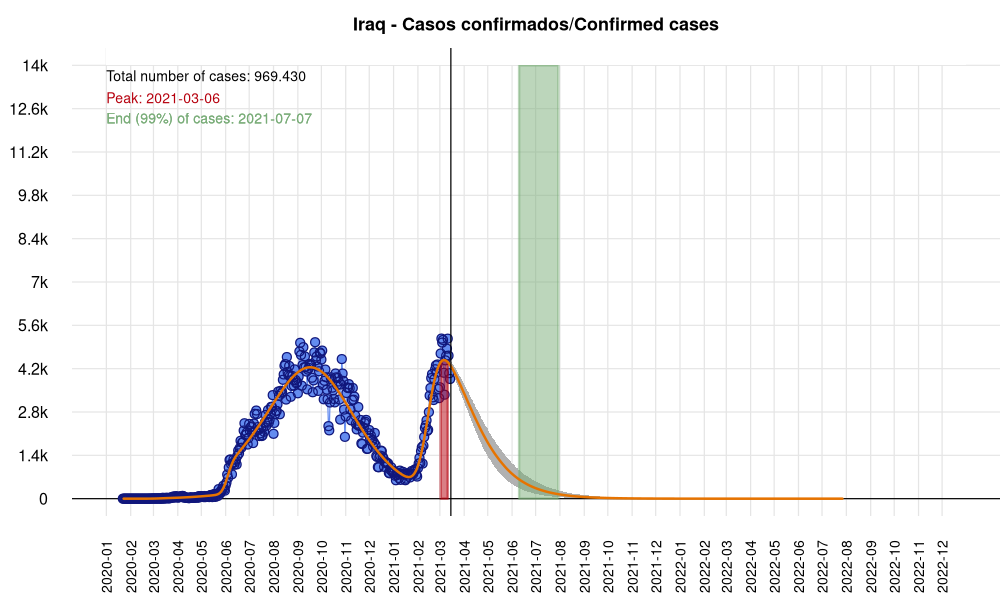 Iraq - Casos confirmados/Confirmed cases
Total number of cases: 969.430
Peak: 2021-03-06
End (99%) of cases: 2021-07-07
14k
12.6k
11.2k
9.8k
8.4k
7k
5.6k
4.2k
2.8k
1.4k
0
2020-01
2020-02
2020-03
2020-04
2020-05
2020-06
2020-07
2020-08
2020-09
2020-10
2020-11
2020-12
2021-01
2021-02
2021-03
2021-04
2021-05
2021-06
2021-07
2021-08
2021-09
2021-10
2021-11
2021-12
2022-01
2022-02
2022-03
2022-04
2022-05
2022-06
2022-07
2022-08
2022-09
2022-10
2022-11
2022-12